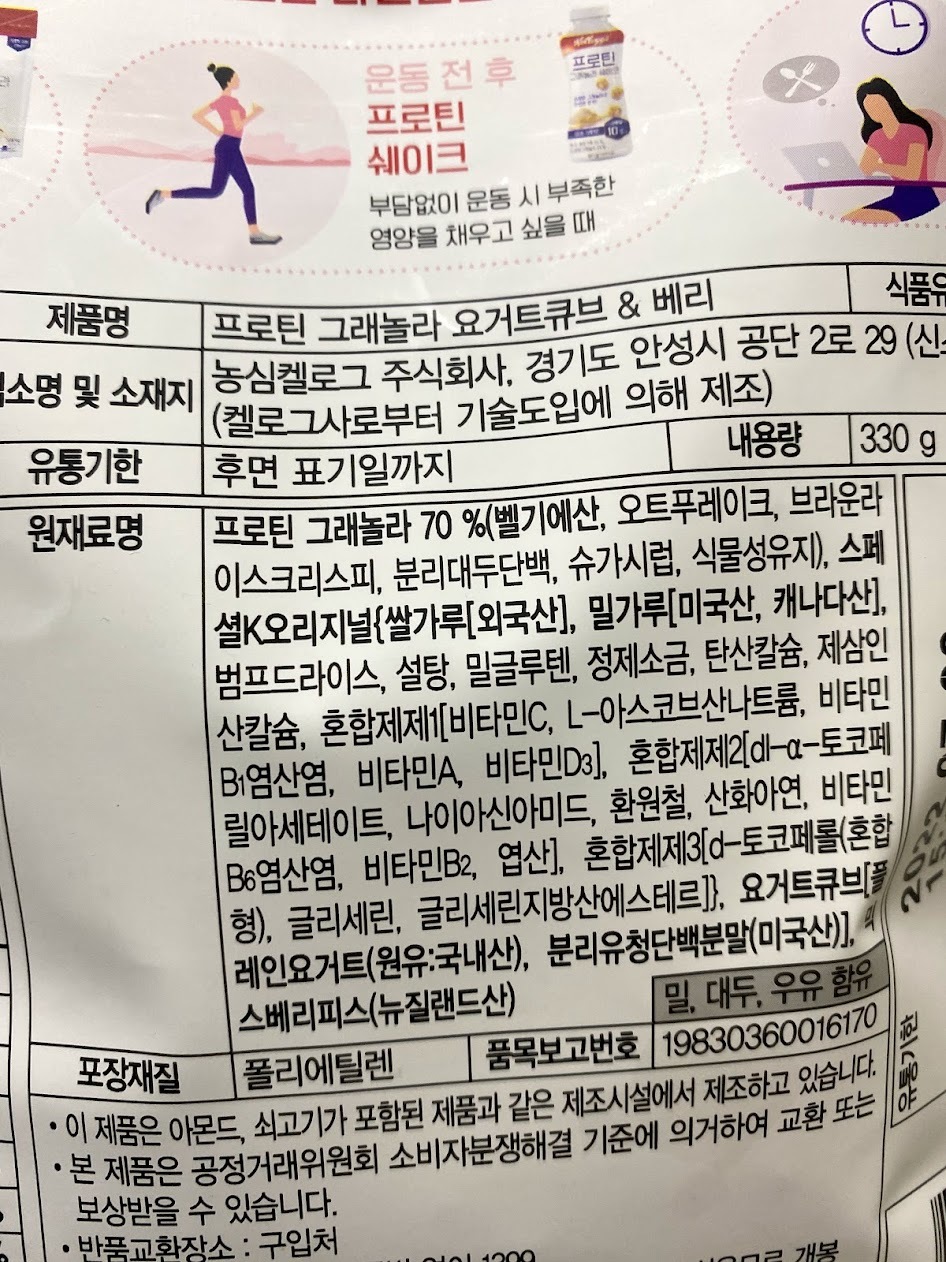 운동 전 후
프로틴
쉐이크
부담없이 운동 시 부족한
영양을 채우고 싶을 때
Kellogg's
프로틴
그래놀라 쉐이크
10g
제품명 프로틴 그래놀라 요거트큐브 & 베리 식품유
소명 및 소재지 농심켈로그 주식회사, 경기도 안성시 공단 2로 29 (신
(켈로그사로부터 기술도입에 의해 제조)
유통기한 후면 표기일까지 내용량 330 g
원재료명 프로틴 그래놀라 70 %(벨기에산, 오트푸레이크, 브라운라
이스크리스피, 분리대두단백, 슈가시럽, 식물성유지), 스페
셜K오리지널{쌀가루[외국산], 밀가루[미국산, 캐나다산],
범프드라이스, 설탕, 밀글루텐, 정제소금, 탄산칼슘, 제삼인
산칼슘, 혼합제제1[비타민C, L-아스코브산나트륨, 비타민
B1염산염, 비타민A, 비타민D3], 혼합제제2[dl-α-토코페
릴아세테이트, 나이아신아미드, 환원철, 산화아연, 비타민
B6염산염, 비타민B2, 엽산], 혼합제제3[d-토코페롤(혼합
형), 글리세린, 글리세린지방산에스테르]}, 요거트큐브[플
레인요거트(원유:국내산), 분리유청단백분말(미국산)],
스베리피스(뉴질랜드산)
밀, 대두, 우유 함유
포장재질 폴리에틸렌 품목보고번호 19830360016170
• 이 제품은 아몬드, 쇠고기가 포함된 제품과 같은 제조시설에서 제조하고 있습니다.
• 본 제품은 공정거래위원회 소비자분쟁해결 기준에 의거하여 교환 또는
보상받을 수 있습니다.
• 반품교환장소 : 구입처
유통기한
2022